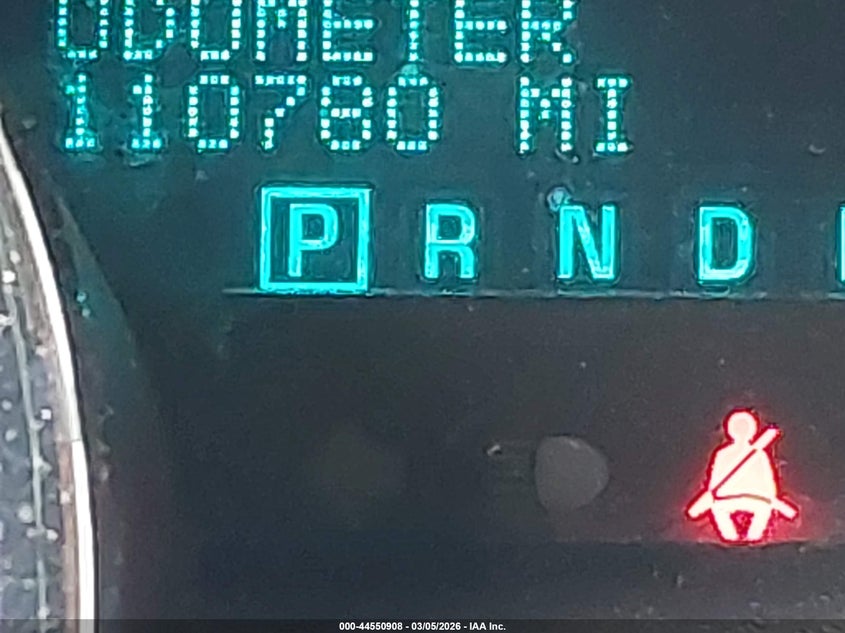 ODOMETER
110780 MI
P R N D
000-44550908 - 03/05/2026 - IAA Inc.